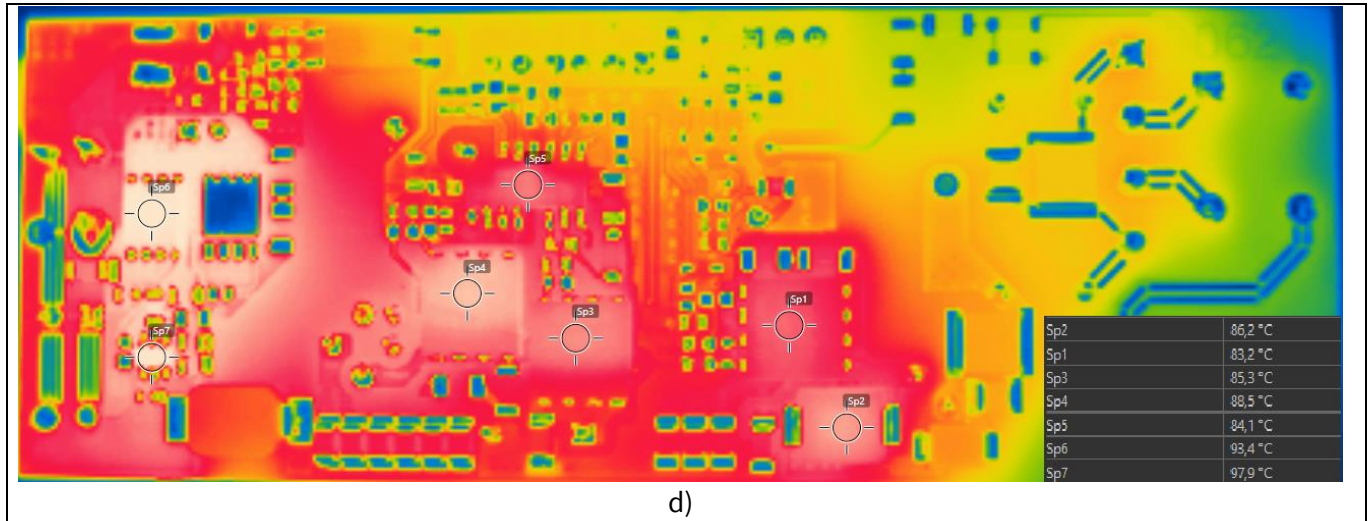 Sp5
Sp6
Sp4
Sp3
Sp1
Sp7
Sp2
Sp2 86,2 °C
Sp1 83,2 °C
Sp3 85,3 °C
Sp4 88,5 °C
Sp5 84,1 °C
Sp6 93,4 °C
Sp7 97,9 °C
d)